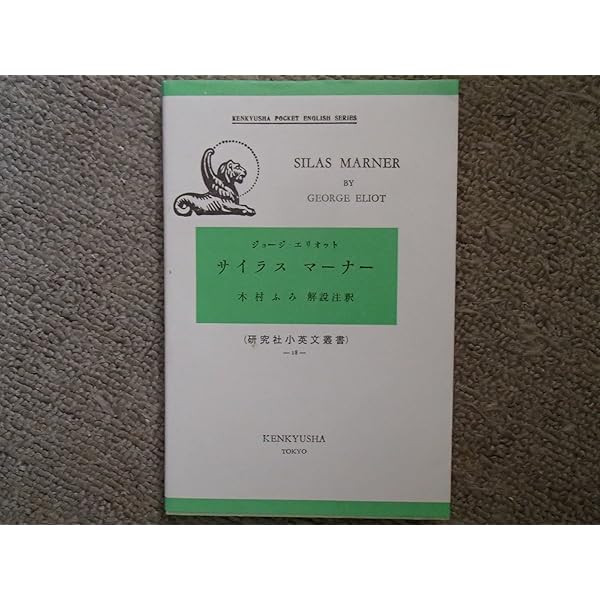 KENKYUSHA POCKET ENGLISH SERIES
SILAS MARNER
BY
GEORGE ELIOT
ジョージ・エリオット
サイラス マーナー
木村ふみ 解説注釈
(研究社小英文叢書)
—18—
KENKYUSHA
TOKYO